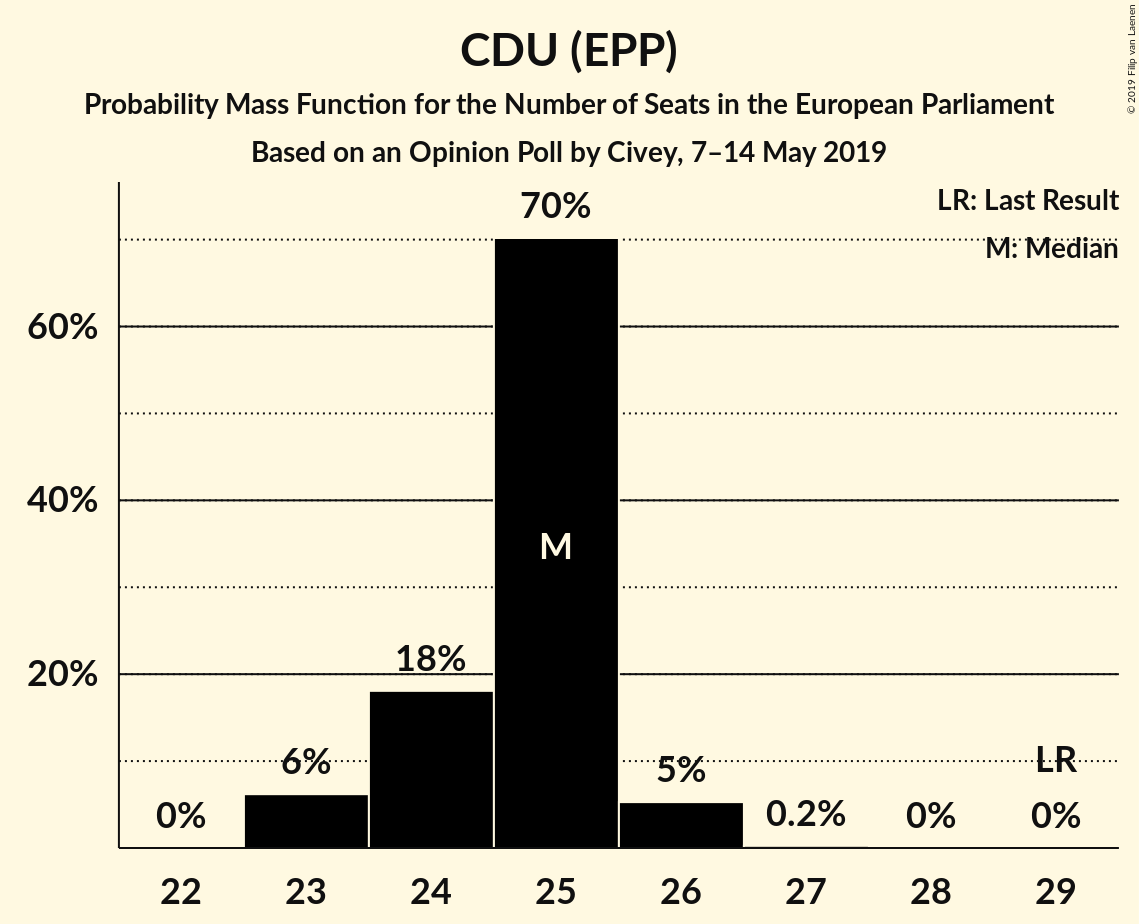 CDU (EPP)
Probability Mass Function for the Number of Seats in the European Parliament
Based on an Opinion Poll by Civey, 7–14 May 2019
© 2019 Filip van Laenen
LR: Last Result
M: Median
70%
60%
40%
M
20%
18%
6%
5%
LR
0%
0.2%
0%
0%
22 23 24 25 26 27 28 29